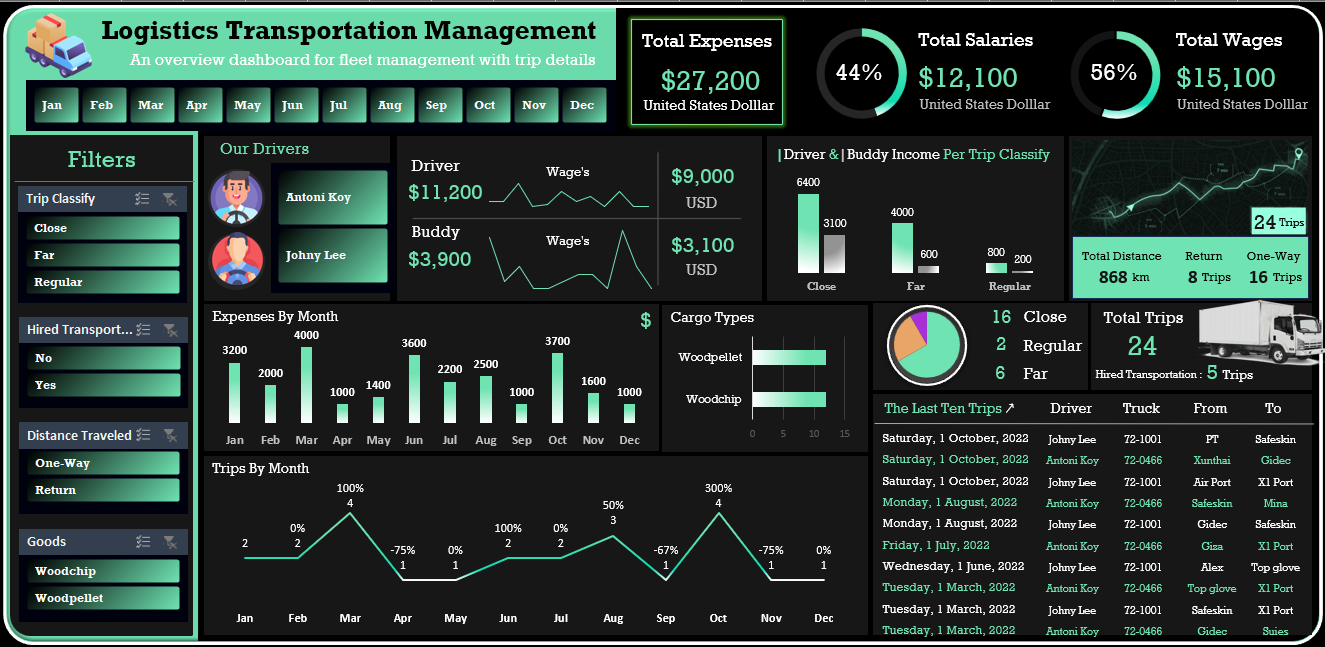 Logistics Transportation Management
An overview dashboard for fleet management with trip details
Jan Feb Mar Apr May Jun Jul Aug Sep Oct Nov Dec
Total Expenses
$27,200
United States Dolllar
44%
Total Salaries
$12,100
United States Dolllar
56%
Total Wages
$15,100
United States Dolllar
Filters
Trip Classify
Close
Far
Regular
Hired Transport...
No
Yes
Distance Traveled
One-Way
Return
Goods
Woodchip
Woodpellet
Our Drivers
Antoni Koy
Johny Lee
Driver
$11,200
Wage's
$9,000
USD
Buddy
$3,900
Wage's
$3,100
USD
|Driver &|Buddy Income Per Trip Classify
6400 3100 4000 600 800 200
Close Far Regular
24 Trips
Total Distance Return One-Way
868 km 8 Trips 16 Trips
Expenses By Month
$
3200 2000 4000 1000 1400 3600 2200 2500 1000 3700 1600 1000
Jan Feb Mar Apr May Jun Jul Aug Sep Oct Nov Dec
Cargo Types
Woodpellet
Woodchip
0 5 10 15
16 Close
2 Regular
6 Far
Total Trips
24
Hired Transportation : 5 Trips
Trips By Month
0% 100% -75% 0% 100% 0% 50% -67% 300% -75% 0%
2 2 4 1 1 2 2 3 1 4 1 1
Jan Feb Mar Apr May Jun Jul Aug Sep Oct Nov Dec
The Last Ten Trips ↗ Driver Truck From To
Saturday, 1 October, 2022 Johny Lee 72-1001 PT Safeskin
Saturday, 1 October, 2022 Antoni Koy 72-0466 Xunthai Gidec
Saturday, 1 October, 2022 Johny Lee 72-1001 Air Port X1 Port
Monday, 1 August, 2022 Antoni Koy 72-0466 Safeskin Mina
Monday, 1 August, 2022 Johny Lee 72-1001 Gidec Safeskin
Friday, 1 July, 2022 Antoni Koy 72-0466 Giza X1 Port
Wednesday, 1 June, 2022 Johny Lee 72-1001 Alex Top glove
Tuesday, 1 March, 2022 Antoni Koy 72-0466 Top glove X1 Port
Tuesday, 1 March, 2022 Johny Lee 72-1001 Safeskin X1 Port
Tuesday, 1 March, 2022 Antoni Koy 72-0466 Gidec Suies